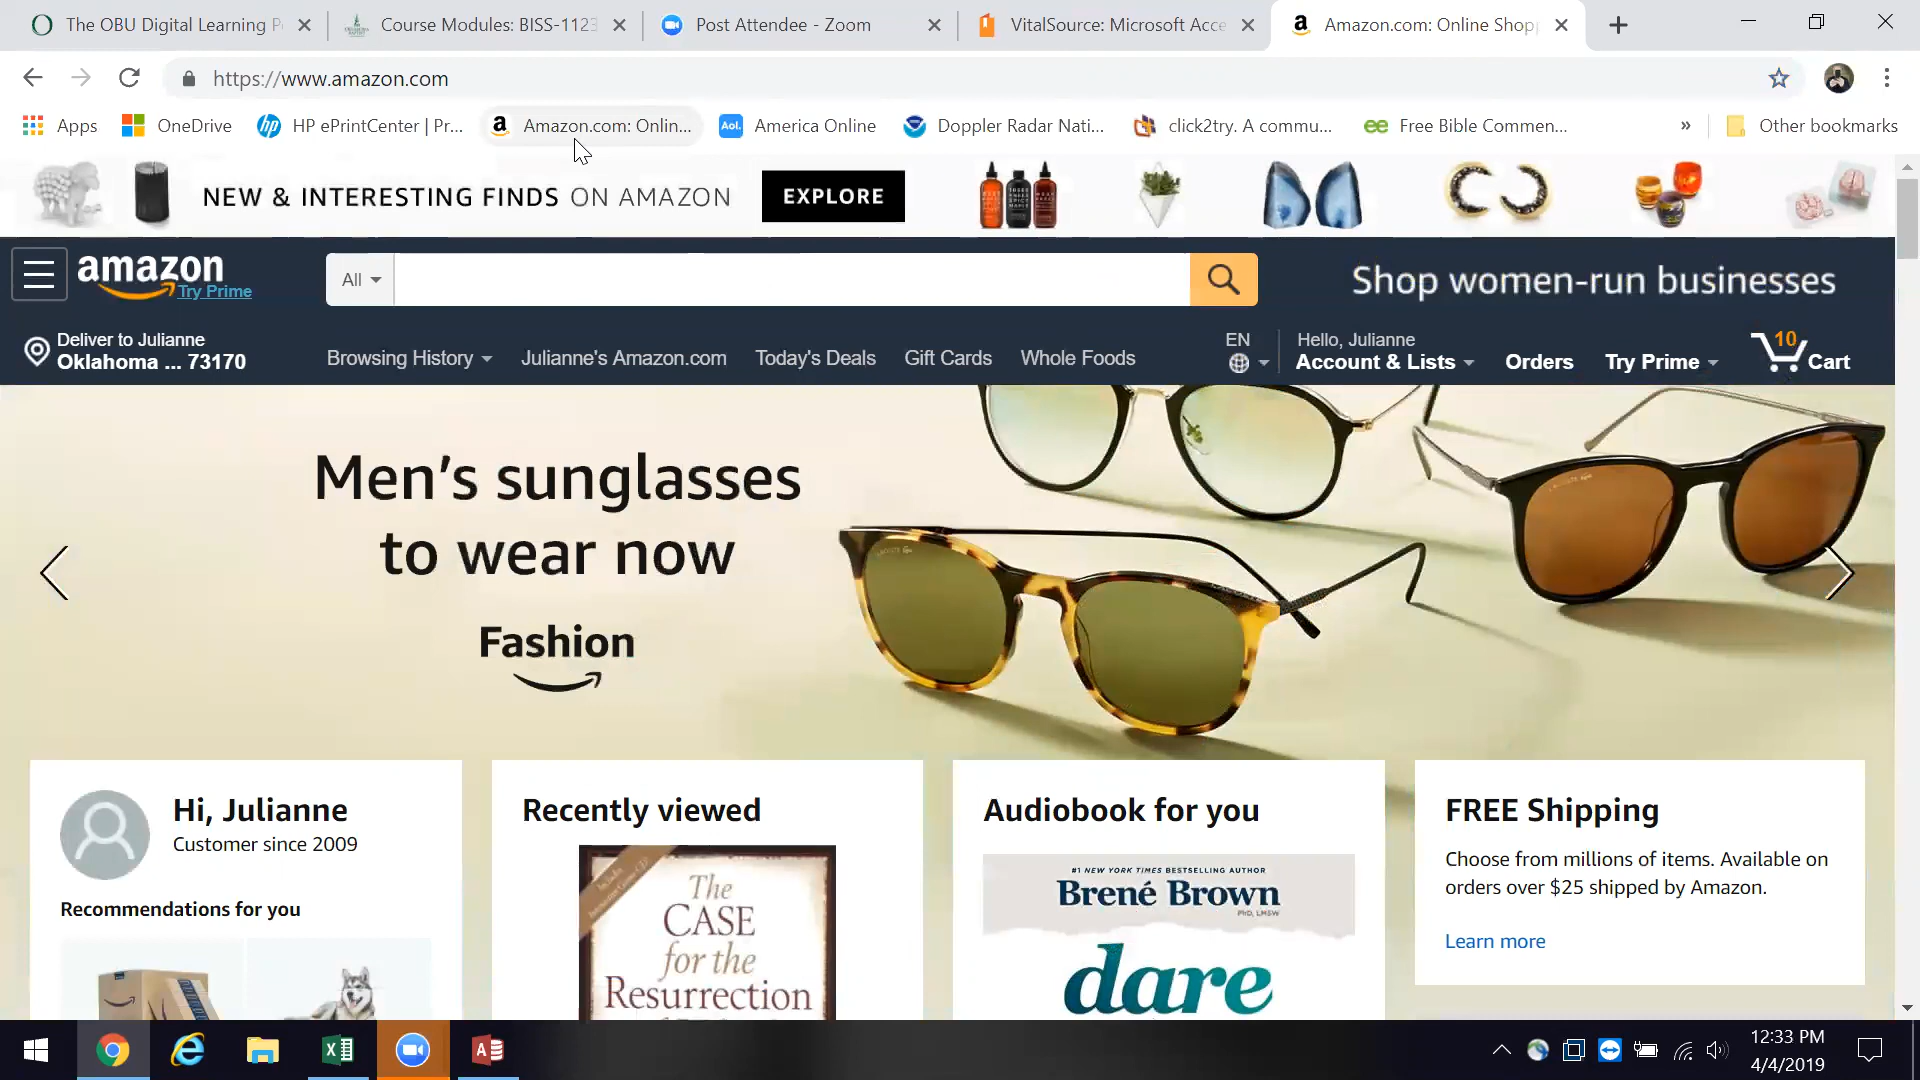 The OBU Digital Learning P
Course Modules: BISS-1123
Post Attendee - Zoom
VitalSource: Microsoft Acce
Amazon.com: Online Shop
https://www.amazon.com
Apps
OneDrive
HP ePrintCenter | Pr...
Amazon.com: Onlin...
Aol.
America Online
Doppler Radar Nati...
click2try. A commu...
Free Bible Commen...
»
Other bookmarks
NEW & INTERESTING FINDS ON AMAZON
EXPLORE
amazon
Try Prime
All
Shop women-run businesses
Deliver to Julianne
Oklahoma ... 73170
Browsing History
Julianne's Amazon.com
Today's Deals
Gift Cards
Whole Foods
EN
Hello, Julianne
Account & Lists
Orders
Try Prime
10
Cart
Men's sunglasses
to wear now
Fashion
Hi, Julianne
Customer since 2009
Recommendations for you
Recently viewed
The
CASE
for the
Resurrection
Audiobook for you
#1 NEW YORK TIMES BESTSELLING AUTHOR
Brené Brown
PhD, LMSW
dare
FREE Shipping
Choose from millions of items. Available on
orders over $25 shipped by Amazon.
Learn more
12:33 PM
4/4/2019